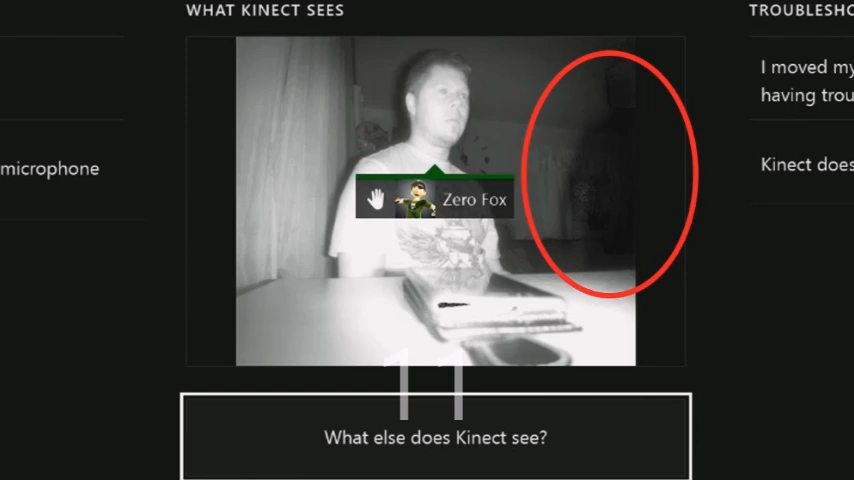 WHAT KINECT SEES
TROUBLESHO
I moved my
having trou
microphone
Kinect does
Zero Fox
11
What else does Kinect see?